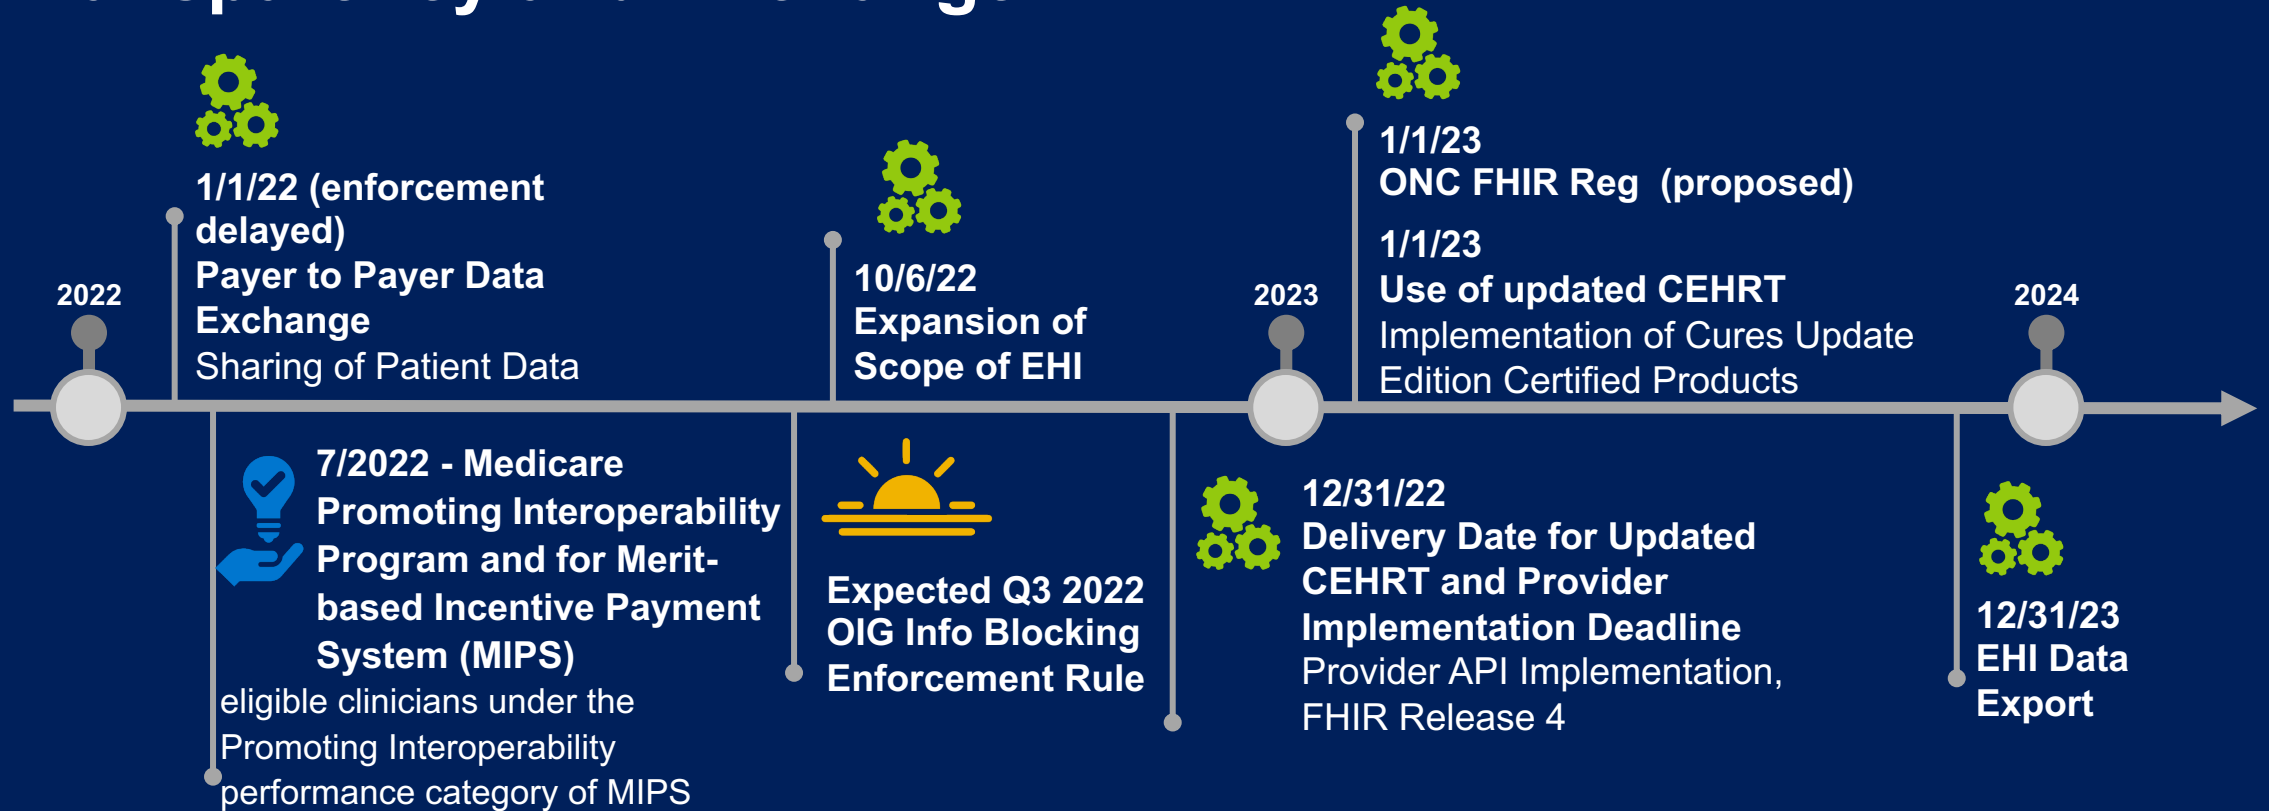 2022
1/1/22 (enforcement
delayed)
Payer to Payer Data
Exchange
Sharing of Patient Data
7/2022 - Medicare
Promoting Interoperability
Program and for Merit-
based Incentive Payment
System (MIPS)
eligible clinicians under the
Promoting Interoperability
performance category of MIPS
10/6/22
Expansion of
Scope of EHI
Expected Q3 2022
OIG Info Blocking
Enforcement Rule
2023
1/1/23
ONC FHIR Reg (proposed)
1/1/23
Use of updated CEHRT
Implementation of Cures Update
Edition Certified Products
12/31/22
Delivery Date for Updated
CEHRT and Provider
Implementation Deadline
Provider API Implementation,
FHIR Release 4
2024
12/31/23
EHI Data
Export